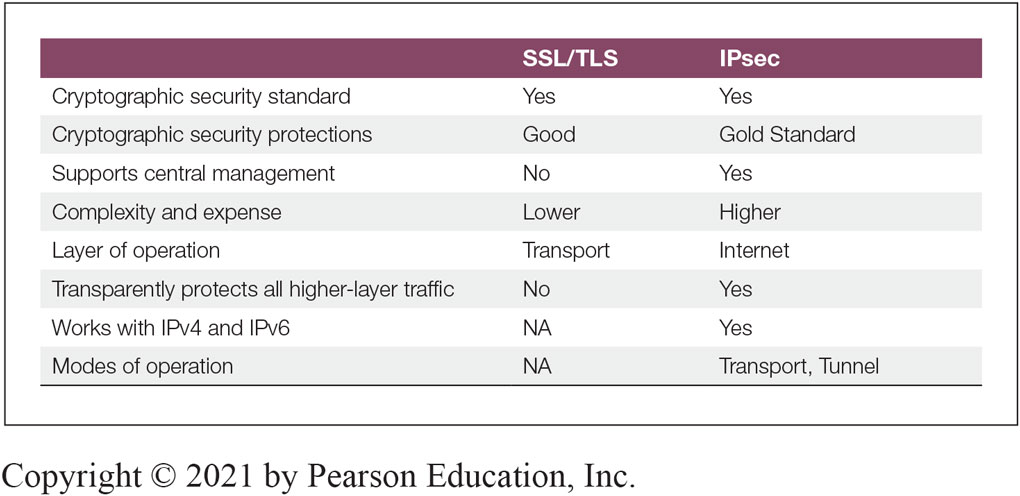 SSL/TLS IPsec
Cryptographic security standard Yes Yes
Cryptographic security protections Good Gold Standard
Supports central management No Yes
Complexity and expense Lower Higher
Layer of operation Transport Internet
Transparently protects all higher-layer traffic No Yes
Works with IPv4 and IPv6 NA Yes
Modes of operation NA Transport, Tunnel
Copyright © 2021 by Pearson Education, Inc.